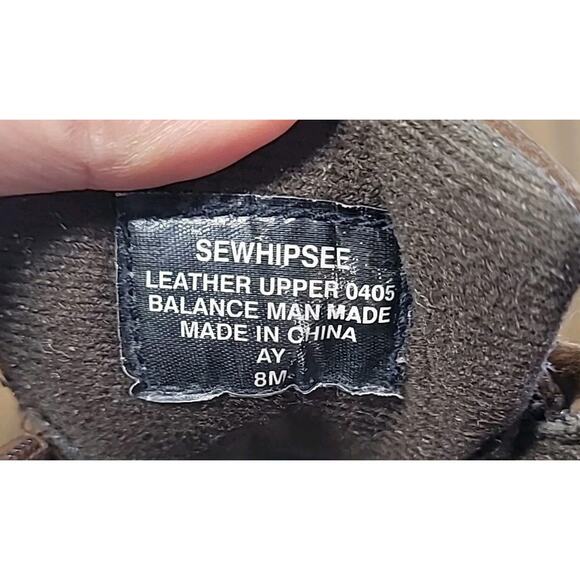 SEWHIPSEE
LEATHER UPPER 0405
BALANCE MAN MADE
MADE IN CHINA
AY
8M